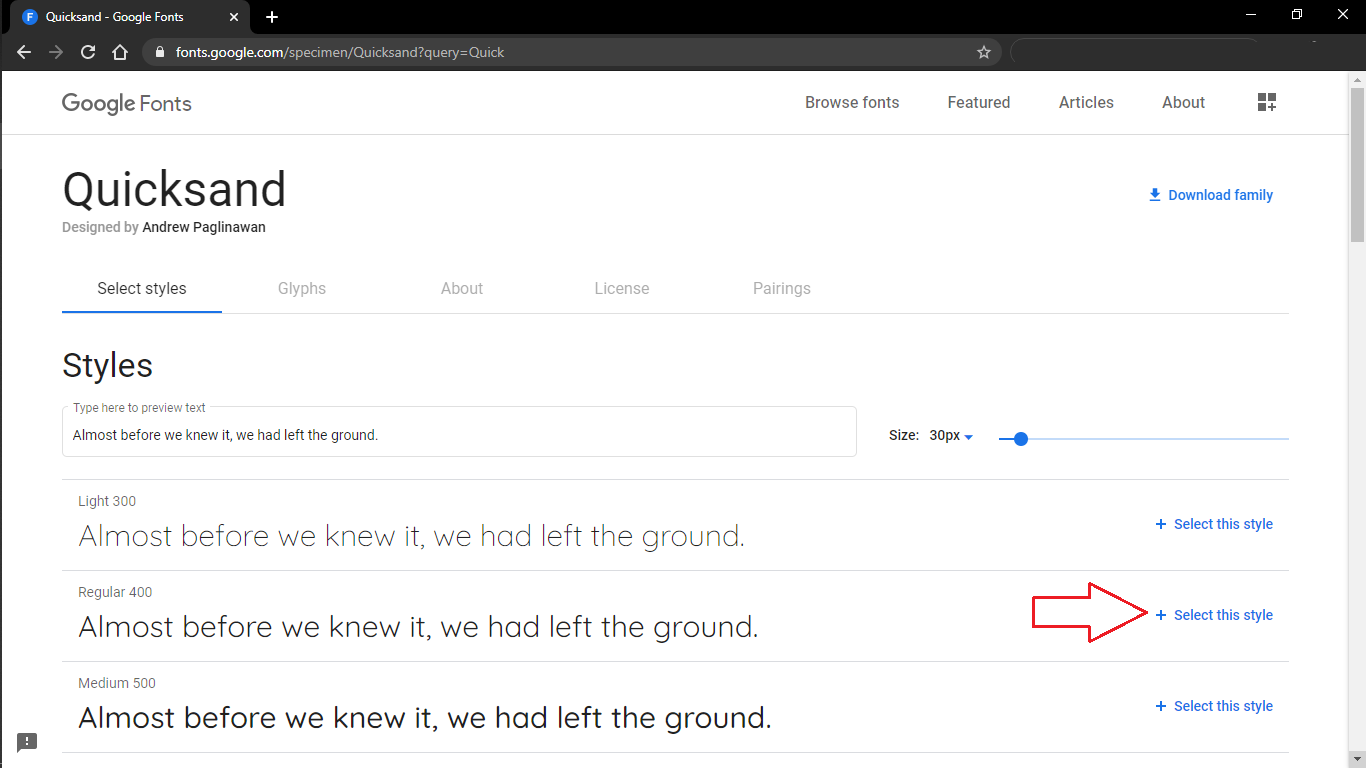 Quicksand - Google Fonts
fonts.google.com/specimen/Quicksand?query=Quick
Google Fonts
Browse fonts
Featured
Articles
About
Quicksand
Download family
Designed by Andrew Paglinawan
Select styles
Glyphs
About
License
Pairings
Styles
Type here to preview text
Almost before we knew it, we had left the ground.
Size: 30px
Light 300
Almost before we knew it, we had left the ground.
+ Select this style
Regular 400
Almost before we knew it, we had left the ground.
+ Select this style
Medium 500
Almost before we knew it, we had left the ground.
+ Select this style